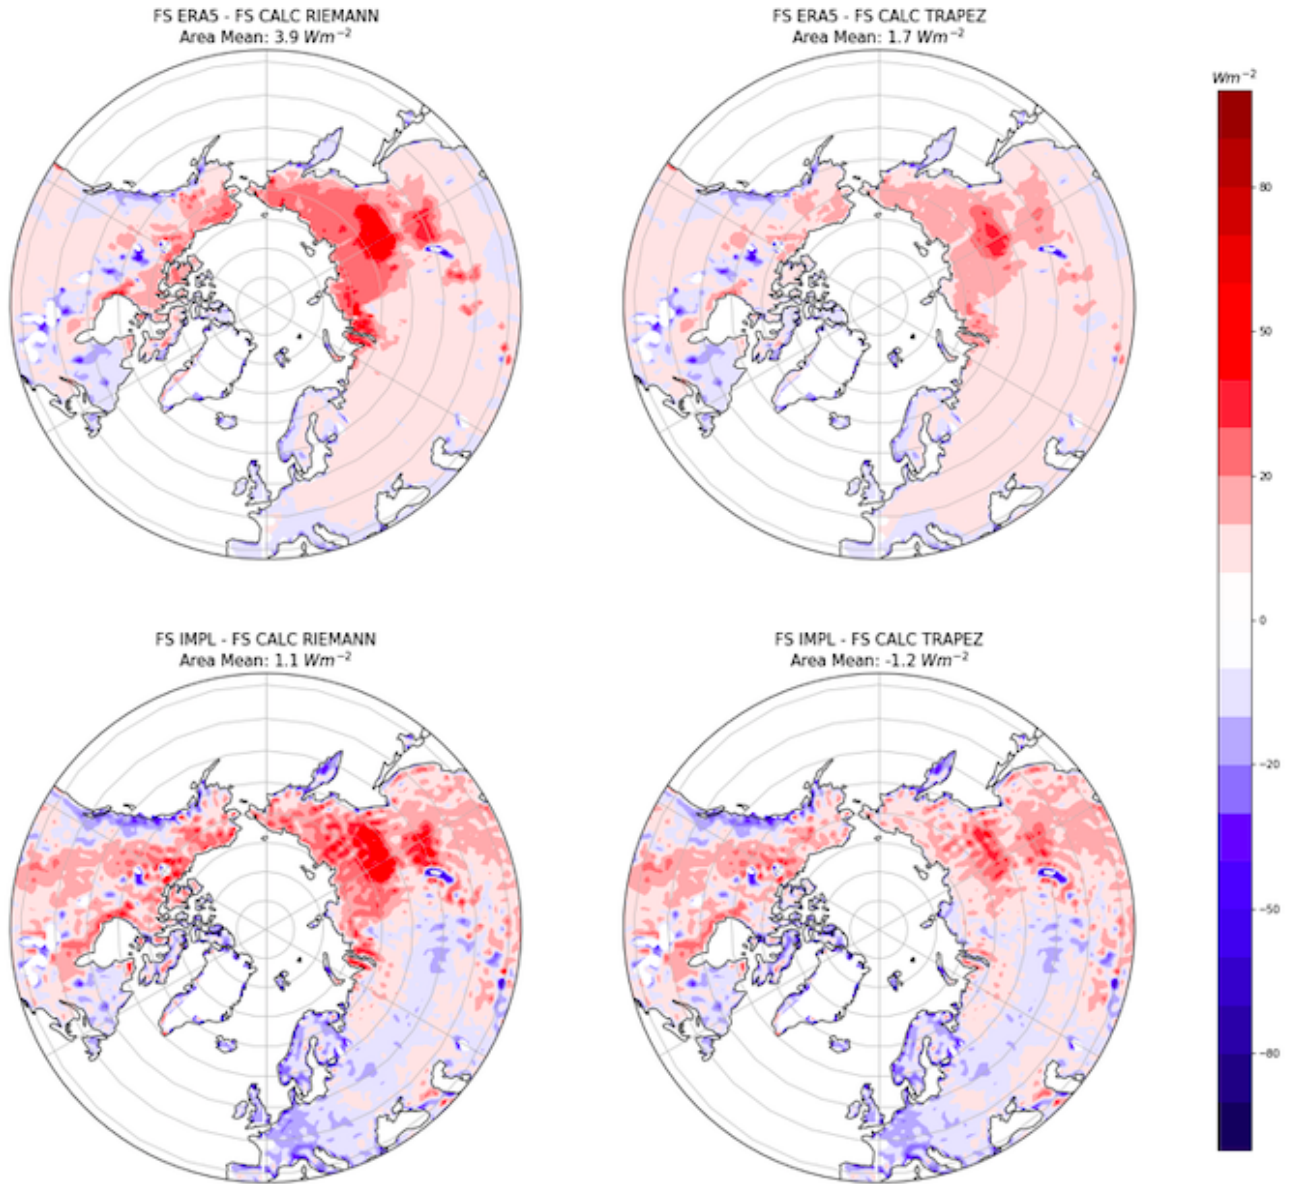 FS ERA5 - FS CALC RIEMANN
Area Mean: 3.9 Wm⁻²
FS ERA5 - FS CALC TRAPEZ
Area Mean: 1.7 Wm⁻²
Wm⁻²
80
50
20
0
−20
−50
−80
FS IMPL - FS CALC RIEMANN
Area Mean: 1.1 Wm⁻²
FS IMPL - FS CALC TRAPEZ
Area Mean: -1.2 Wm⁻²